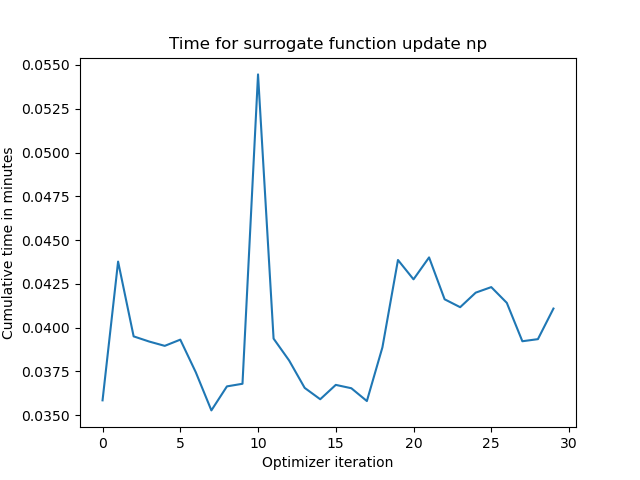 Time for surrogate function update np
Cumulative time in minutes
0.0550
0.0525
0.0500
0.0475
0.0450
0.0425
0.0400
0.0375
0.0350
0 5 10 15 20 25 30
Optimizer iteration